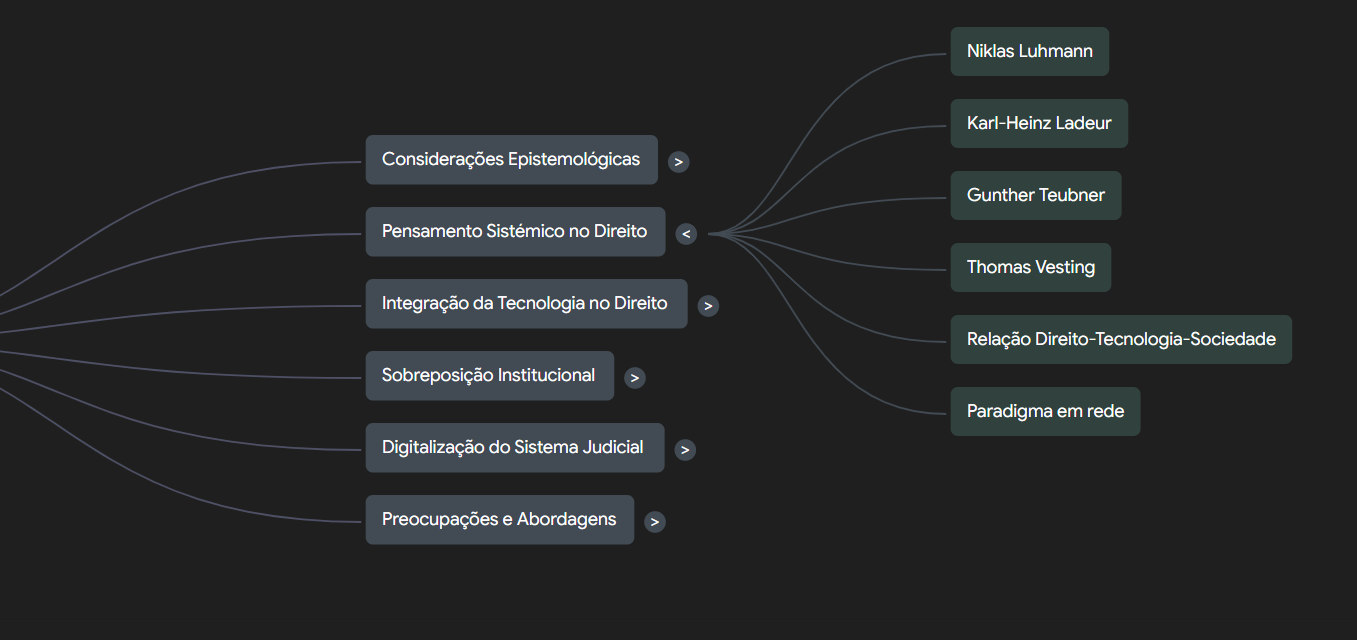 Considerações Epistemológicas
>
Pensamento Sistémico no Direito
<
Integração da Tecnologia no Direito
>
Sobreposição Institucional
>
Digitalização do Sistema Judicial
>
Preocupações e Abordagens
>
Niklas Luhmann
Karl-Heinz Ladeur
Gunther Teubner
Thomas Vesting
Relação Direito-Tecnologia-Sociedade
Paradigma em rede